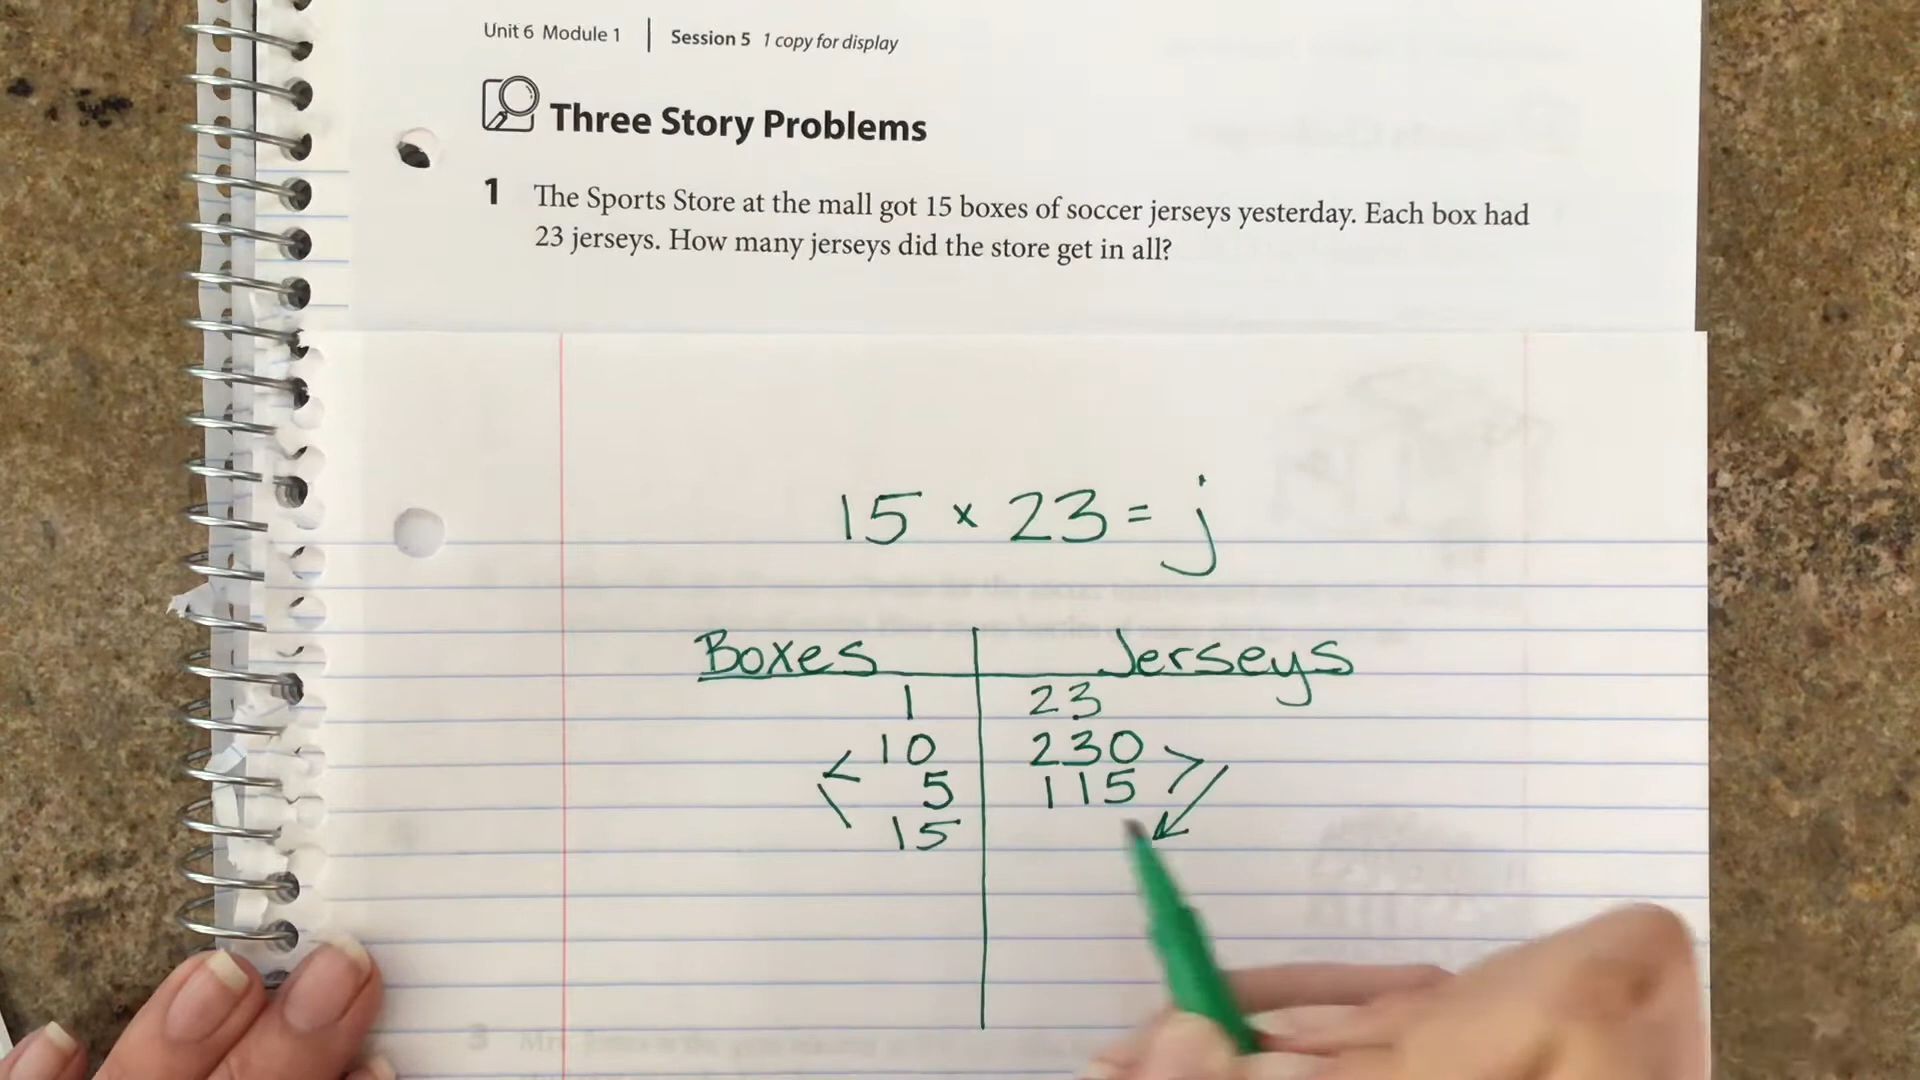 Unit 6 Module 1 | Session 5 1 copy for display
Three Story Problems
1 The Sports Store at the mall got 15 boxes of soccer jerseys yesterday. Each box had
23 jerseys. How many jerseys did the store get in all?
15 × 23 = j
Boxes Jerseys
1 23
10 230
5 115
15